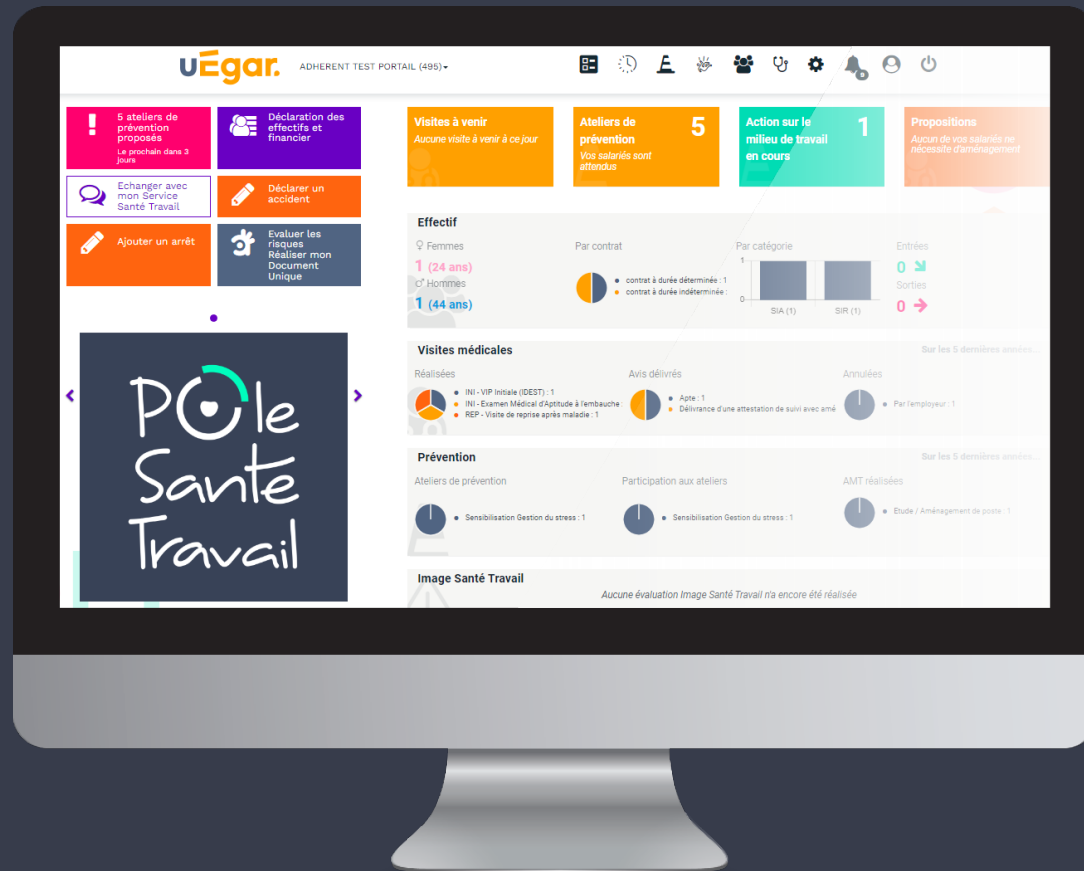 uEgar.
ADHERENT TEST PORTAIL (495)
5 ateliers de
prévention
proposés
Le prochain dans 3
jours
Déclaration des
effectifs et
financier
Echanger avec
mon Service
Santé Travail
Déclarer un
accident
Ajouter un arrêt
Evaluer les
risques
Réaliser mon
Document
Unique
Pôle
Santé
Travail
Visites à venir
Aucune visite à venir à ce jour
Ateliers de
prévention
5
Vos salariés sont
attendus
Action sur le
milieu de travail
en cours
1
Propositions
Aucun de vos salariés ne
nécessite d'aménagement
Effectif
Femmes
1 (24 ans)
Hommes
1 (44 ans)
Par contrat
contrat à durée déterminée : 1
contrat à durée indéterminée :
Par catégorie
1
0
SIA (1)
SIR (1)
Entrées
0
Sorties
0
Visites médicales
Sur les 5 dernières années...
Réalisées
INI - VIP Initiale (IDEST) : 1
INI - Examen Médical d'Aptitude à l'embauche :
REP - Visite de reprise après maladie : 1
Avis délivrés
Apte : 1
Délivrance d'une attestation de suivi avec amé
Annulées
Par l'employeur : 1
Prévention
Sur les 5 dernières années...
Ateliers de prévention
Sensibilisation Gestion du stress : 1
Participation aux ateliers
Sensibilisation Gestion du stress : 1
AMT réalisées
Etude / Aménagement de poste : 1
Image Santé Travail
Aucune évaluation Image Santé Travail n'a encore été réalisée